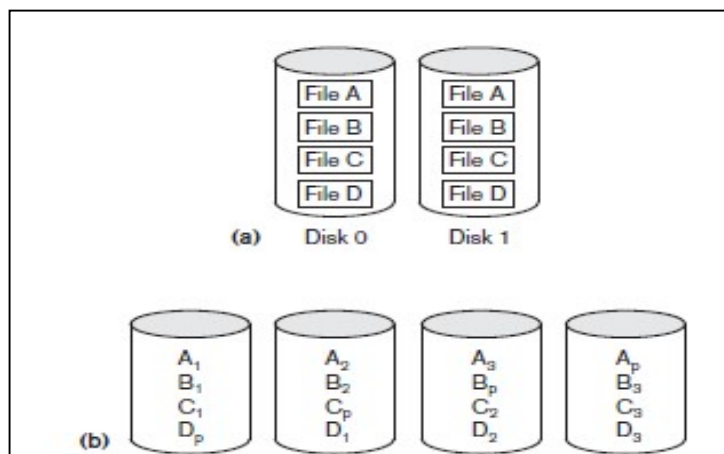 File A File A
File B File B
File C File C
File D File D
(a) Disk 0 Disk 1
A₁ A₂ A₃ Aₚ
B₁ B₂ Bₚ B₃
C₁ Cₚ C₂ C₃
(b) Dₚ D₁ D₂ D₃